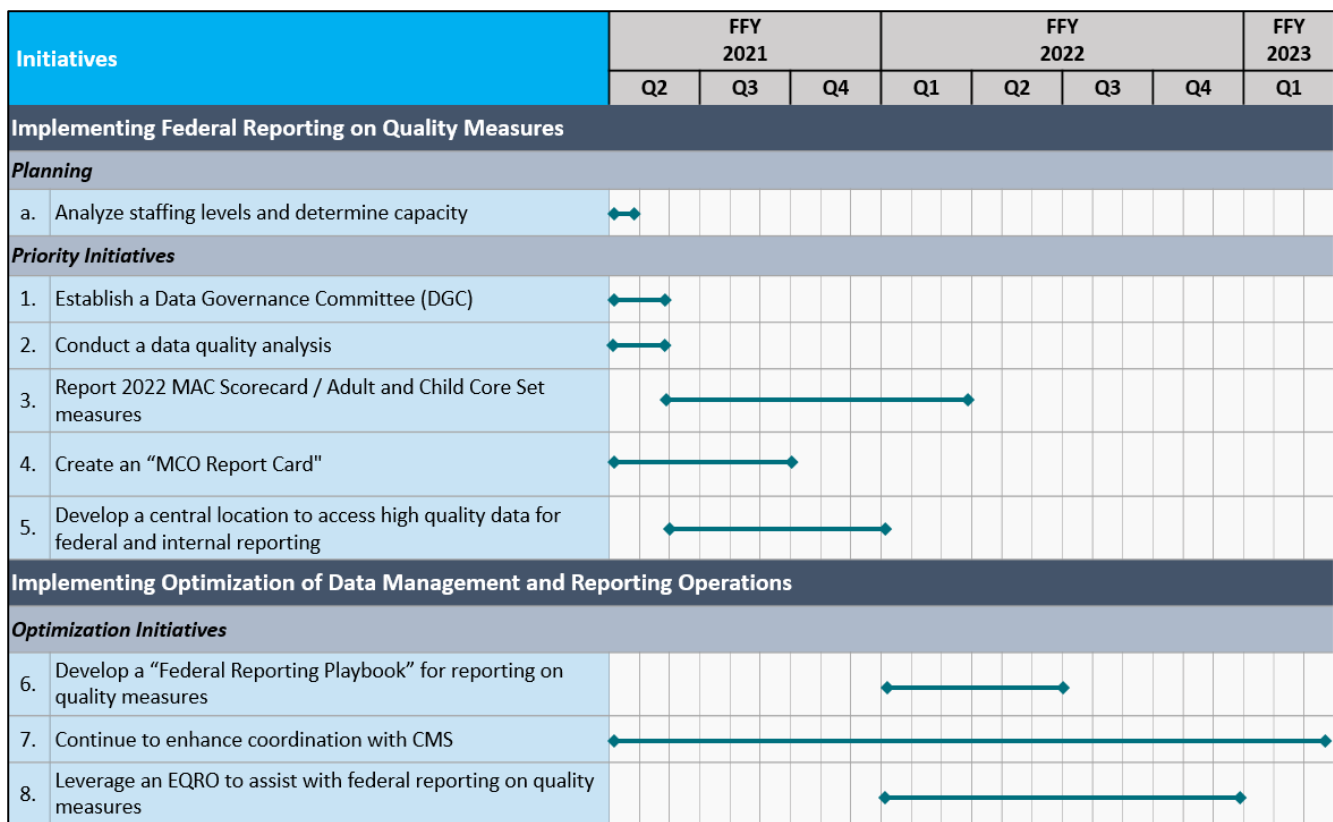 Initiatives
FFY
2021
FFY
2022
FFY
2023
Q2 Q3 Q4 Q1 Q2 Q3 Q4 Q1
Implementing Federal Reporting on Quality Measures
Planning
a. Analyze staffing levels and determine capacity
Priority Initiatives
1. Establish a Data Governance Committee (DGC)
2. Conduct a data quality analysis
3. Report 2022 MAC Scorecard / Adult and Child Core Set
measures
4. Create an “MCO Report Card"
5. Develop a central location to access high quality data for
federal and internal reporting
Implementing Optimization of Data Management and Reporting Operations
Optimization Initiatives
6. Develop a “Federal Reporting Playbook” for reporting on
quality measures
7. Continue to enhance coordination with CMS
8. Leverage an EQRO to assist with federal reporting on quality
measures